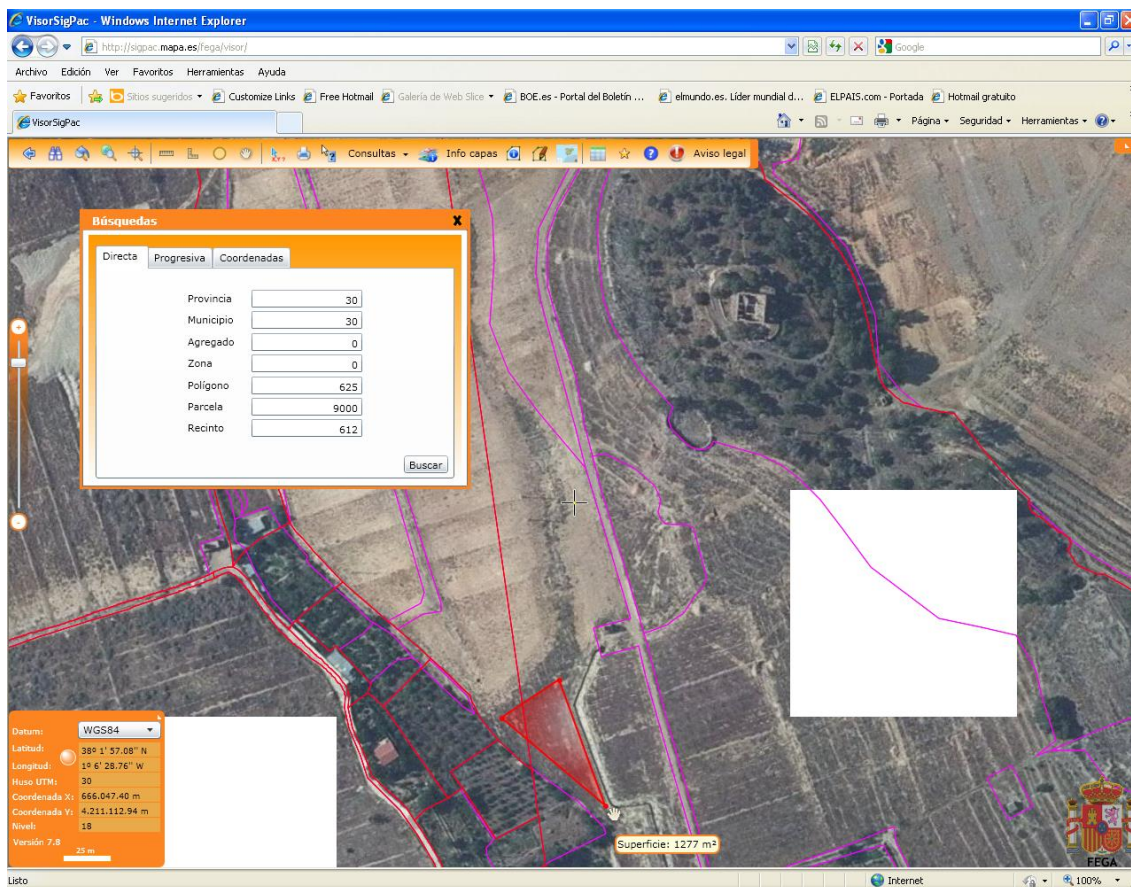 VisorSigPac - Windows Internet Explorer
http://sigpac.mapa.es/fega/visor/
Google
Archivo Edición Ver Favoritos Herramientas Ayuda
Favoritos Sitios sugeridos Customize Links Free Hotmail Galería de Web Slice BOE.es - Portal del Boletín ... elmundo.es. Líder mundial d... ELPAIS.com - Portada Hotmail gratuito
VisorSigPac Página Seguridad Herramientas
Consultas Info capas Aviso legal
Búsquedas X
Directa Progresiva Coordenadas
Provincia 30
Municipio 30
Agregado 0
Zona 0
Polígono 625
Parcela 9000
Recinto 612
Buscar
Datum: WGS84
Latitud: 38º 1' 57.08" N
Longitud: 1º 6' 28.76" W
Huso UTM: 30
Coordenada X: 666.047.40 m
Coordenada Y: 4.211.112.94 m
Nivel: 18
Versión 7.8
25 m
Superficie: 1277 m²
FEGA
Listo Internet 100%